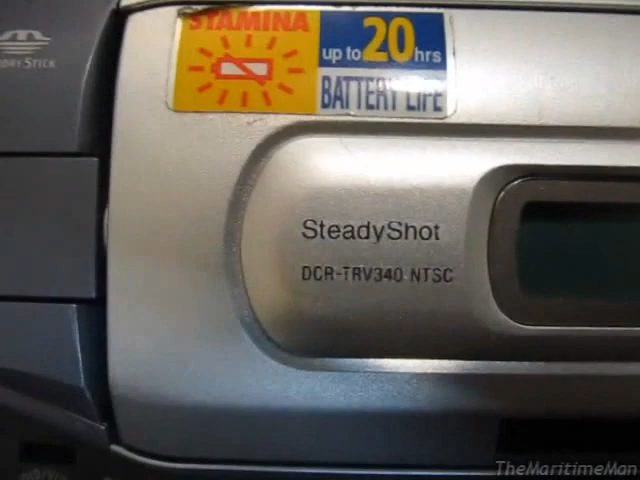 STAMINA
up to 20 hrs
BATTERY LIFE
SteadyShot
DCR-TRV340 NTSC
TheMaritimeMan